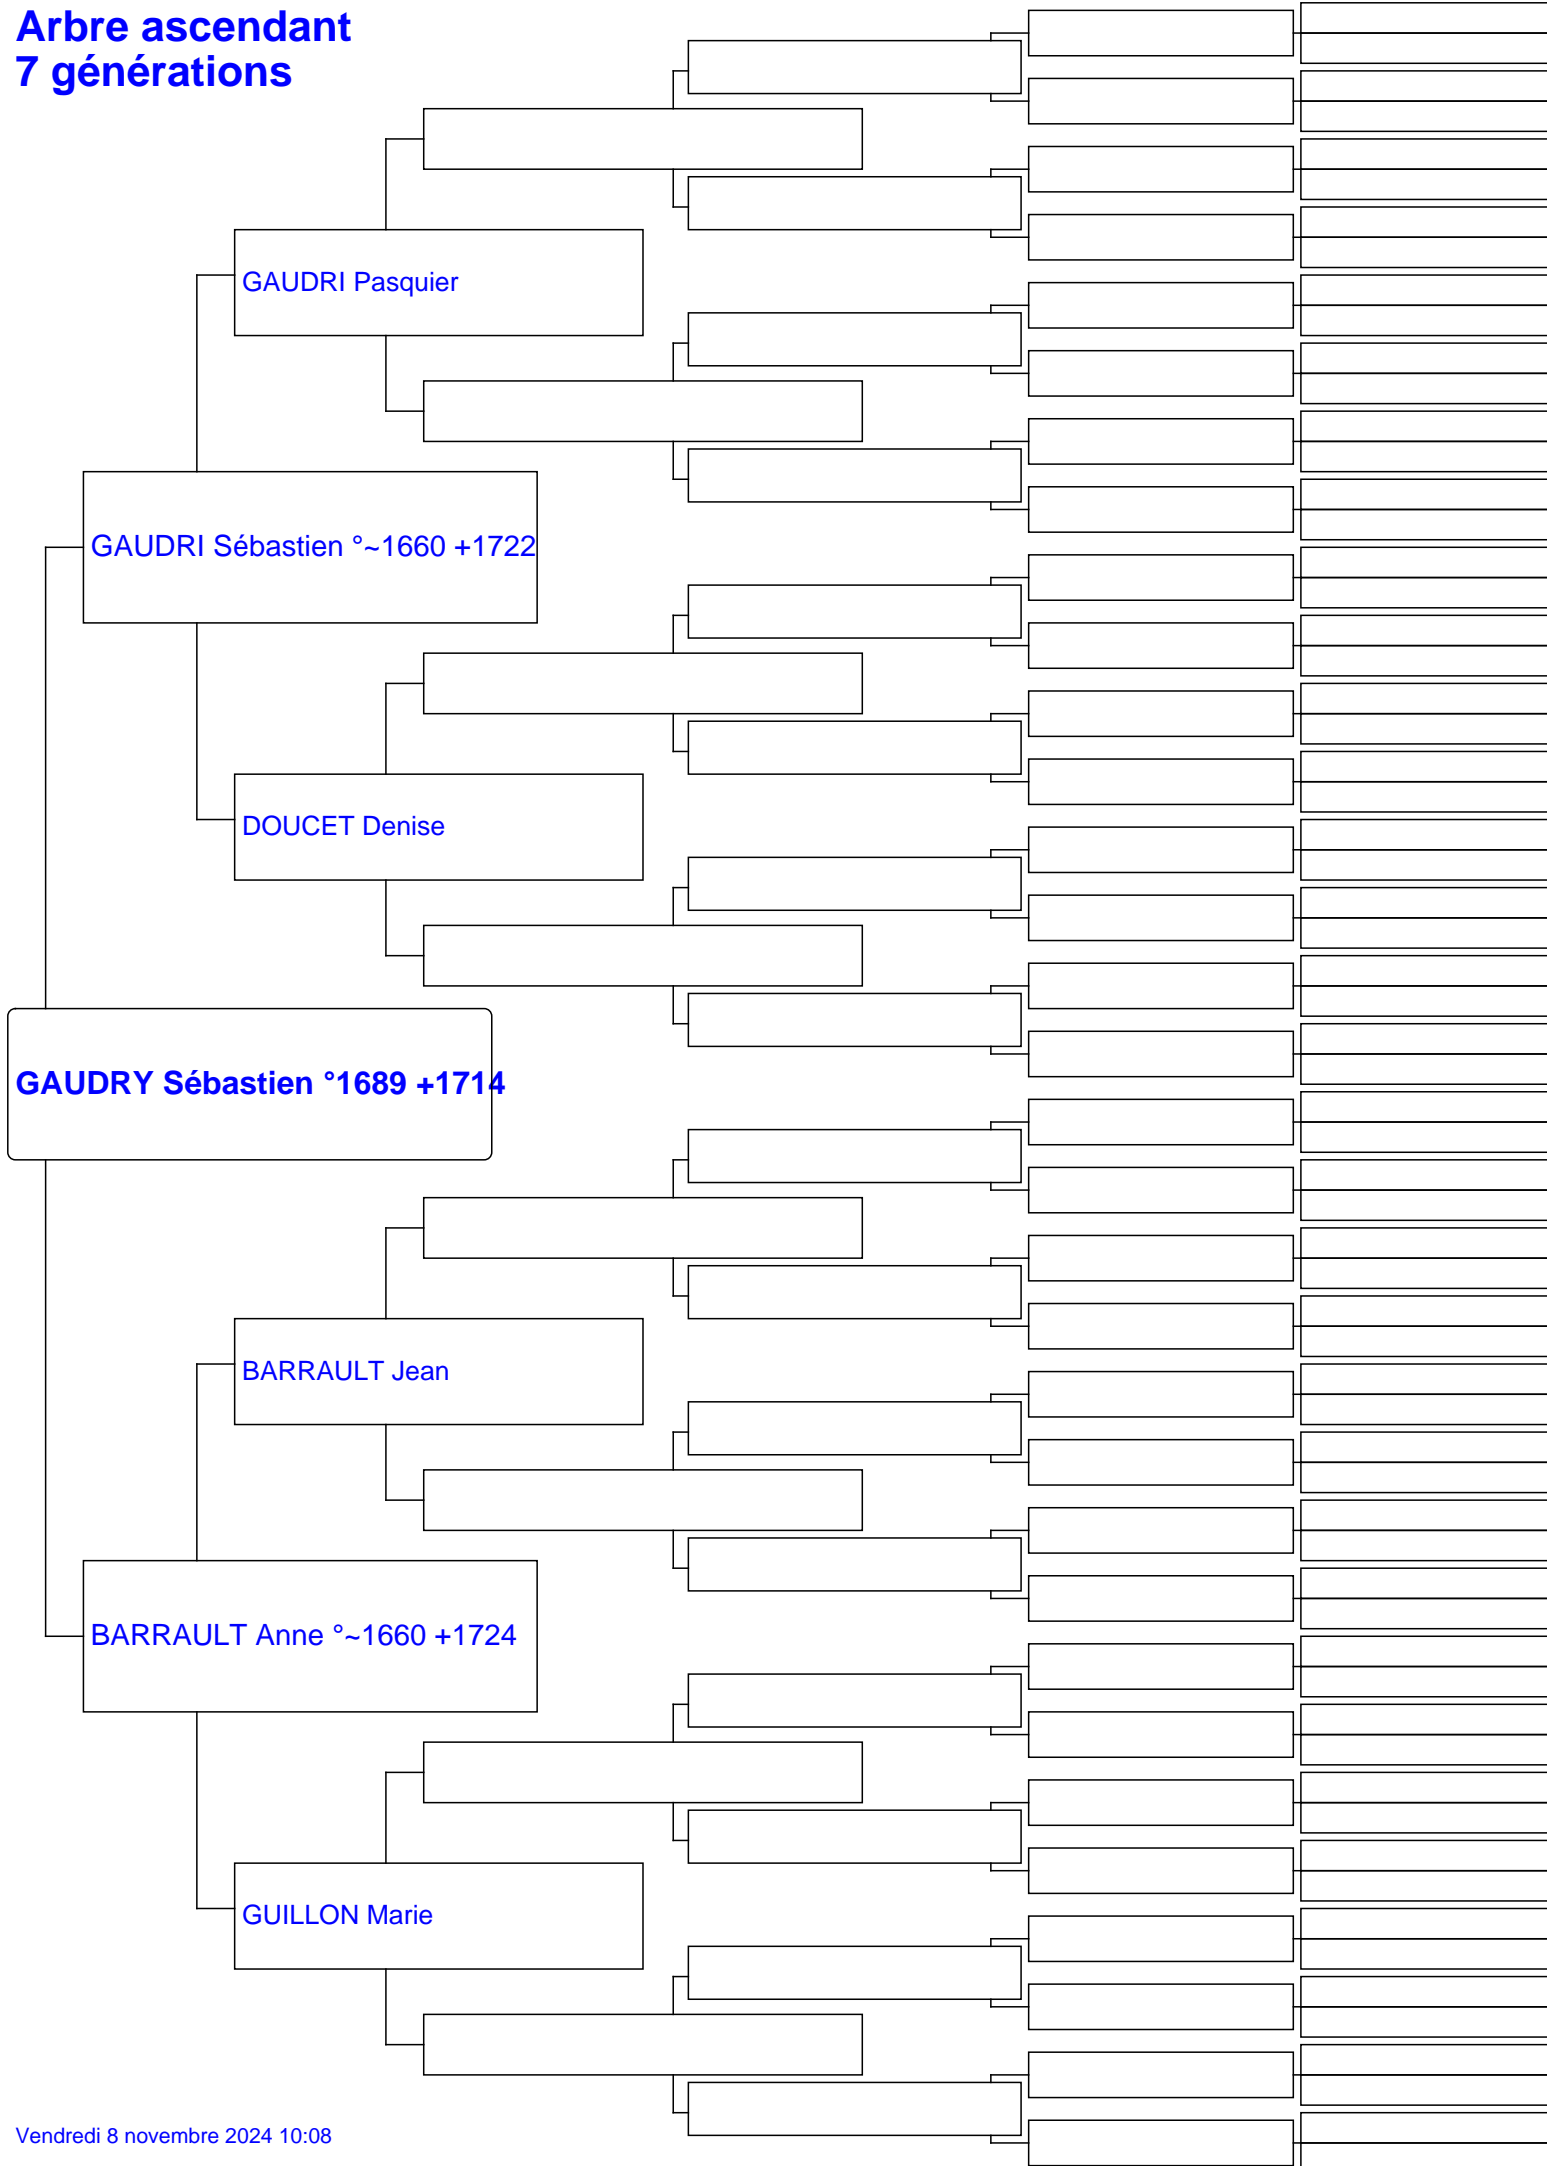 Arbre ascendant
7 générations
GAUDRI Pasquier
GAUDRI Sébastien °~1660 +1722
DOUCET Denise
GAUDRY Sébastien °1689 +1714
BARRAULT Jean
BARRAULT Anne °~1660 +1724
GUILLON Marie
Vendredi 8 novembre 2024 10:08